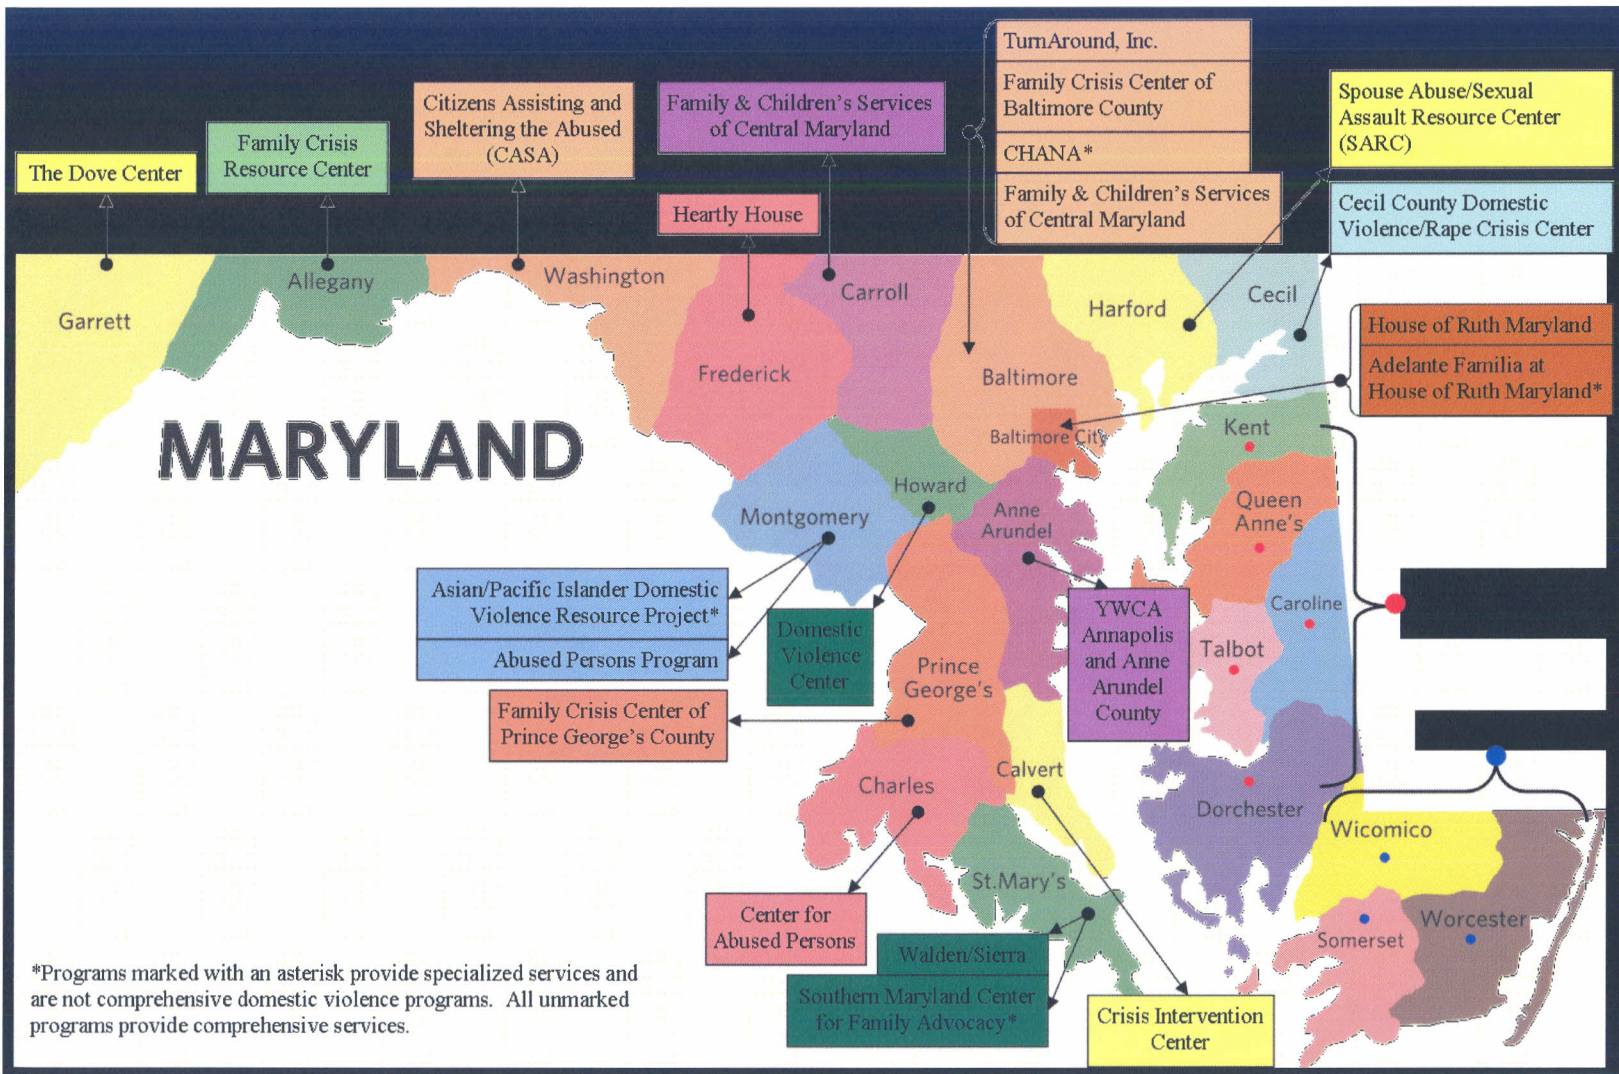 TurnAround, Inc.
Family Crisis Center of
Baltimore County
CHANA*
Family & Children's Services
of Central Maryland
Spouse Abuse/Sexual
Assault Resource Center
(SARC)
Citizens Assisting and
Sheltering the Abused
(CASA)
Family & Children's Services
of Central Maryland
Family Crisis
Resource Center
The Dove Center
Heartly House
Cecil County Domestic
Violence/Rape Crisis Center
Garrett
Allegany
Washington
Frederick
Carroll
Baltimore
Harford
Cecil
House of Ruth Maryland
Adelante Familia at
House of Ruth Maryland*
MARYLAND
Baltimore City
Kent
Howard
Montgomery
Anne
Arundel
Queen
Anne's
Asian/Pacific Islander Domestic
Violence Resource Project*
Abused Persons Program
Domestic
Violence
Center
YWCA
Annapolis
and Anne
Arundel
County
Caroline
Talbot
Prince
George's
Family Crisis Center of
Prince George's County
Charles
Calvert
Dorchester
Wicomico
St.Mary's
Somerset
Worcester
Center for
Abused Persons
Walden/Sierra
Southern Maryland Center
for Family Advocacy*
Crisis Intervention
Center
*Programs marked with an asterisk provide specialized services and
are not comprehensive domestic violence programs. All unmarked
programs provide comprehensive services.